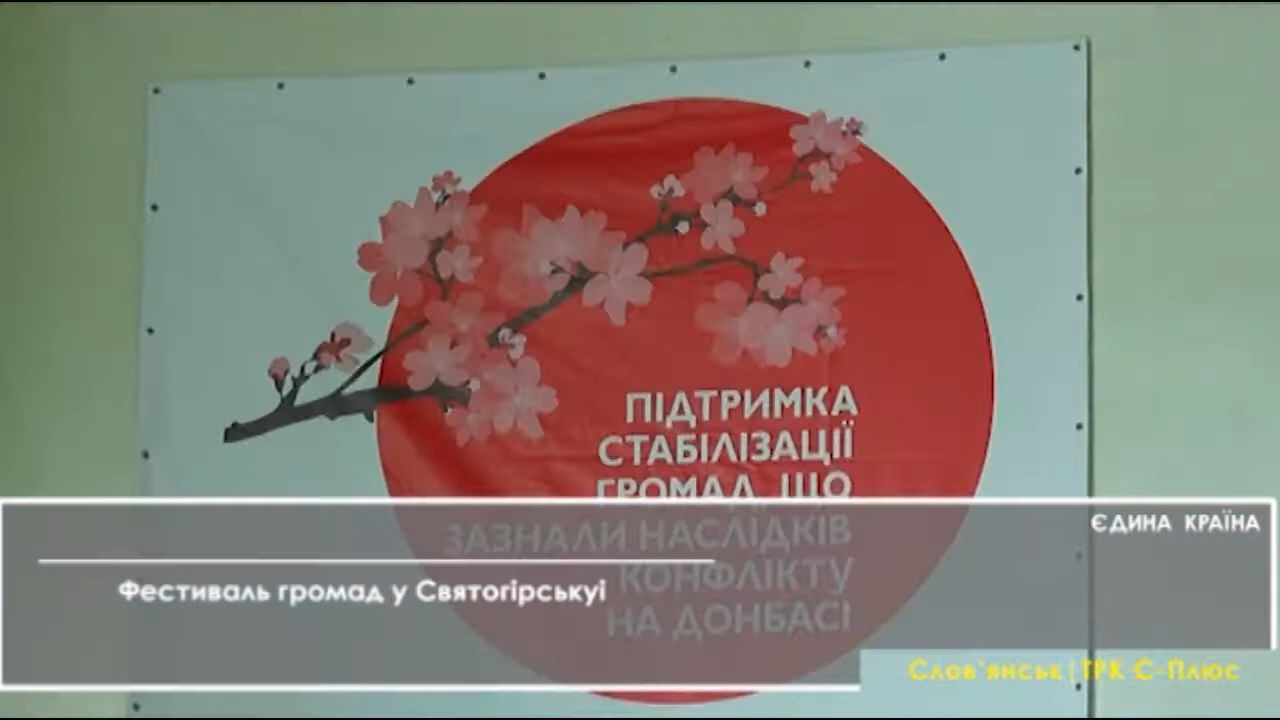 ПІДТРИМКА
СТАБІЛІЗАЦІЇ
ГРОМАД, ЩО
ЗАЗНАЛИ НАСЛІДКІВ
КОНФЛІКТУ
НА ДОНБАСІ
ЄДИНА КРАЇНА
Фестиваль громад у Святогірськуі
Слов`янськ|ТРК С-Плюс